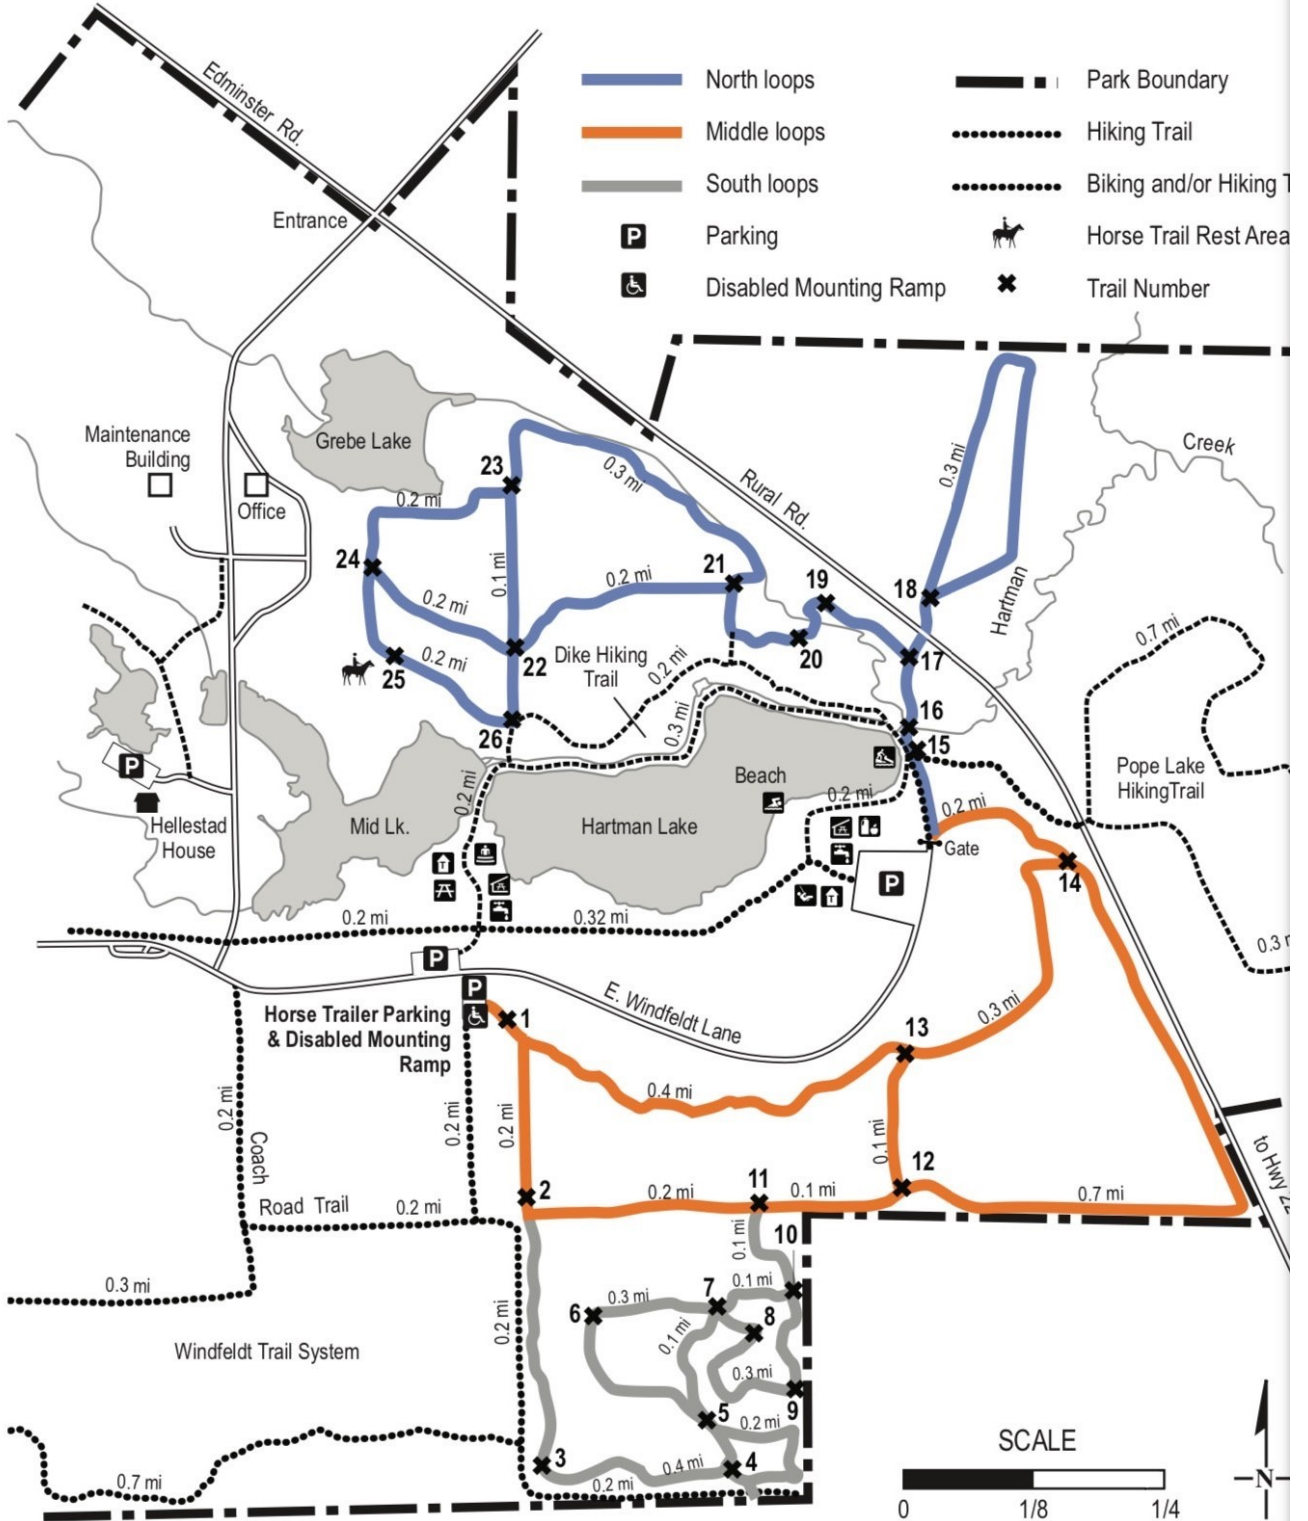 North loops
Middle loops
South loops
P
Parking
Disabled Mounting Ramp
Park Boundary
Hiking Trail
Biking and/or Hiking T
Horse Trail Rest Area
Trail Number
Edminster Rd.
Entrance
Maintenance
Building
Office
Grebe Lake
23
0.2 mi
0.3 mi
Rural Rd.
0.3 mi
Creek
24
0.1 mi
0.2 mi
0.2 mi
21
19
18
Hartman
25
0.2 mi
22
Dike Hiking
Trail
0.2 mi
20
17
0.7 mi
26
0.3 mi
16
15
P
Hellestad
House
Mid Lk.
0.2 mi
Hartman Lake
Beach
0.2 mi
0.2 mi
Gate
Pope Lake
HikingTrail
14
T
T
P
0.2 mi
0.32 mi
0.3 m
P
P
Horse Trailer Parking
& Disabled Mounting
Ramp
1
E. Windfeldt Lane
13
0.3 mi
0.4 mi
0.2 mi
Coach
Road Trail
0.2 mi
0.2 mi
0.2 mi
2
0.2 mi
11
0.1 mi
0.1 mi
12
0.7 mi
to Hwy 22
0.3 mi
Windfeldt Trail System
0.2 mi
0.1 mi
10
0.1 mi
7
0.3 mi
6
8
0.1 mi
0.3 mi
9
5
0.2 mi
3
0.4 mi
4
0.2 mi
0.7 mi
SCALE
0
1/8
1/4
N